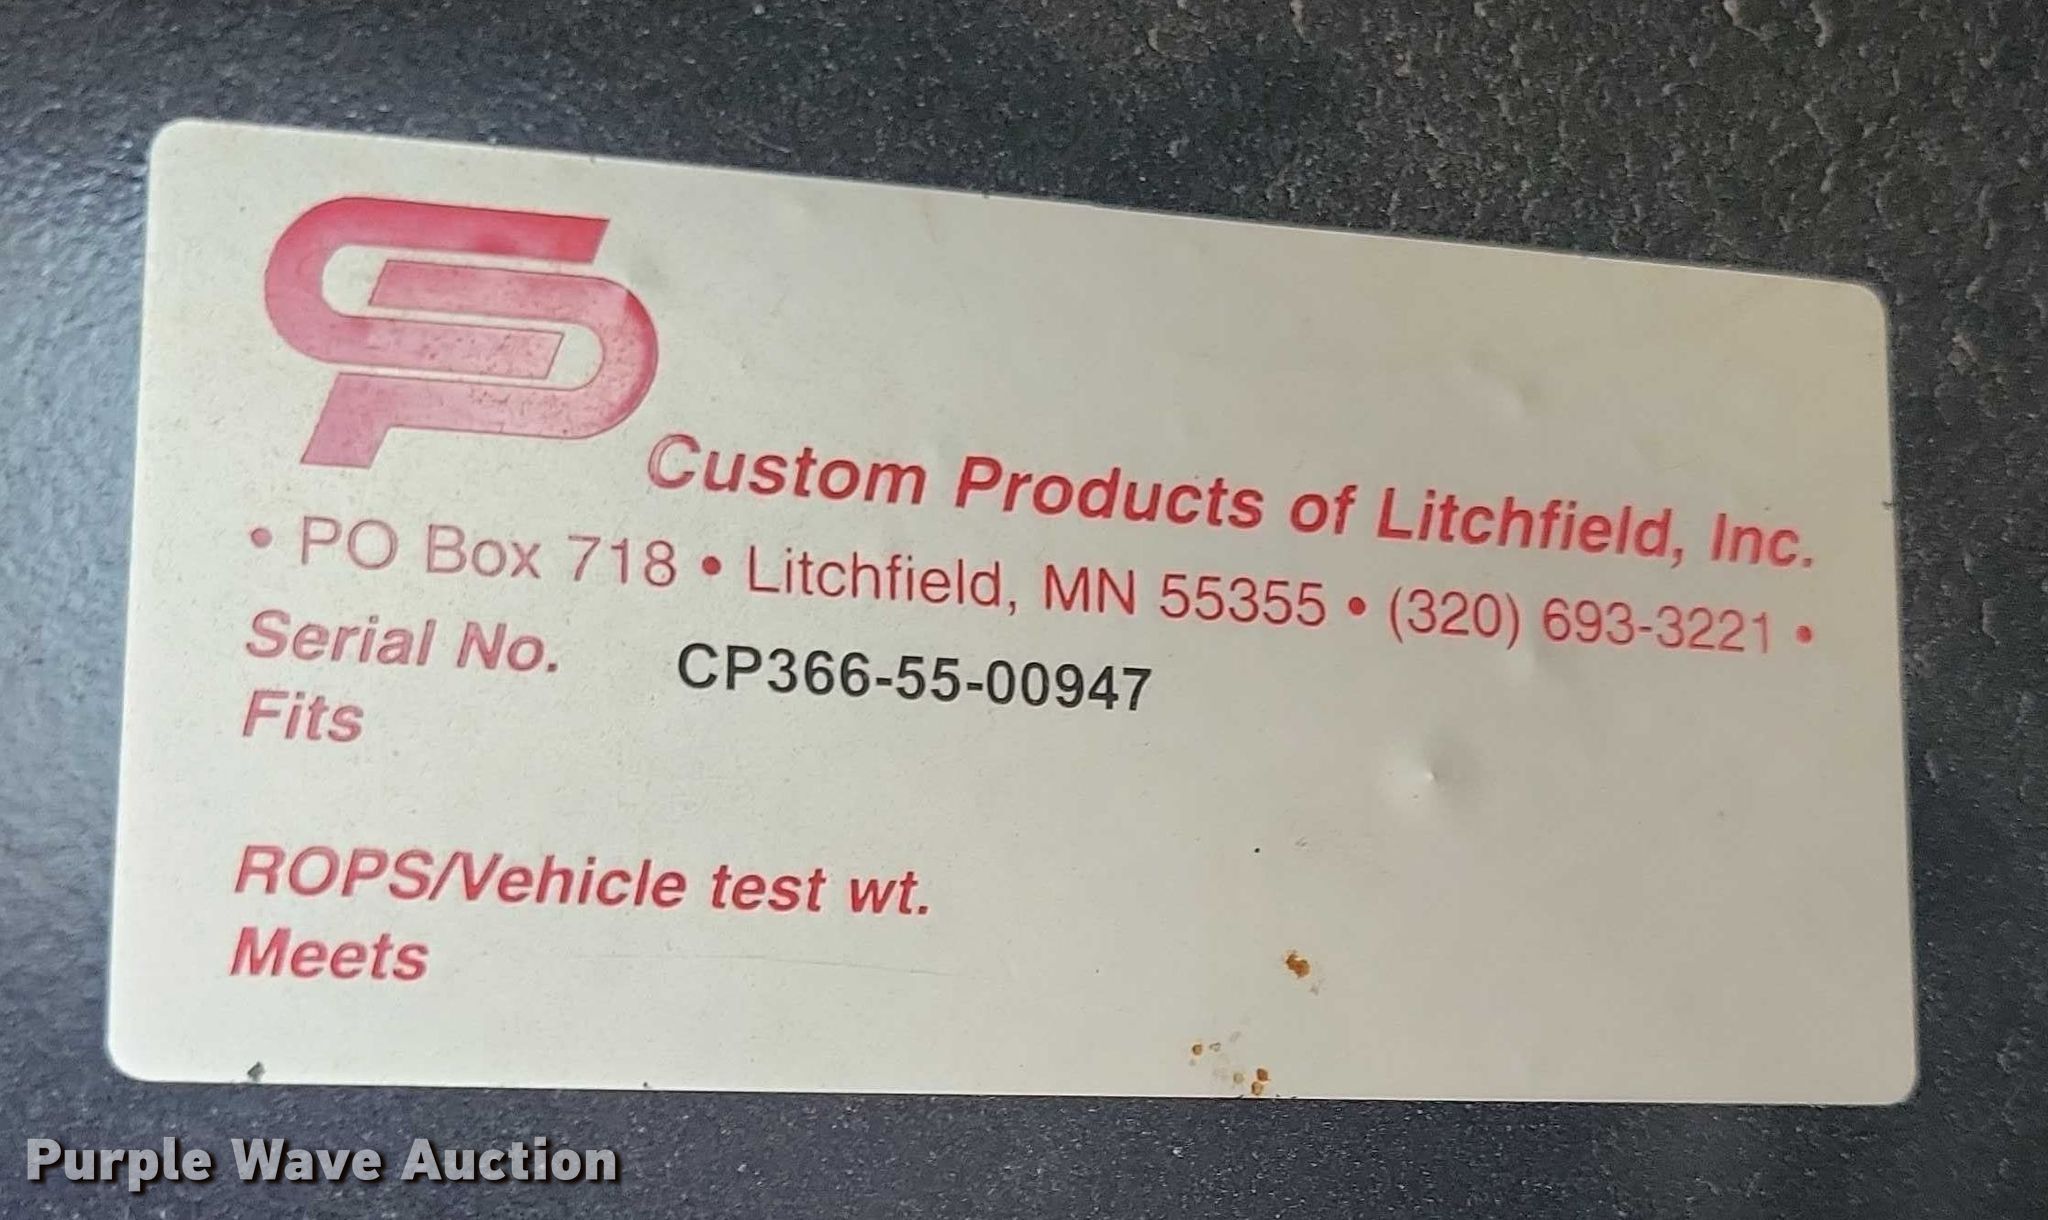 CP
Custom Products of Litchfield, Inc.
• PO Box 718 • Litchfield, MN 55355 • (320) 693-3221 •
Serial No. CP366-55-00947
Fits
ROPS/Vehicle test wt.
Meets
Purple Wave Auction